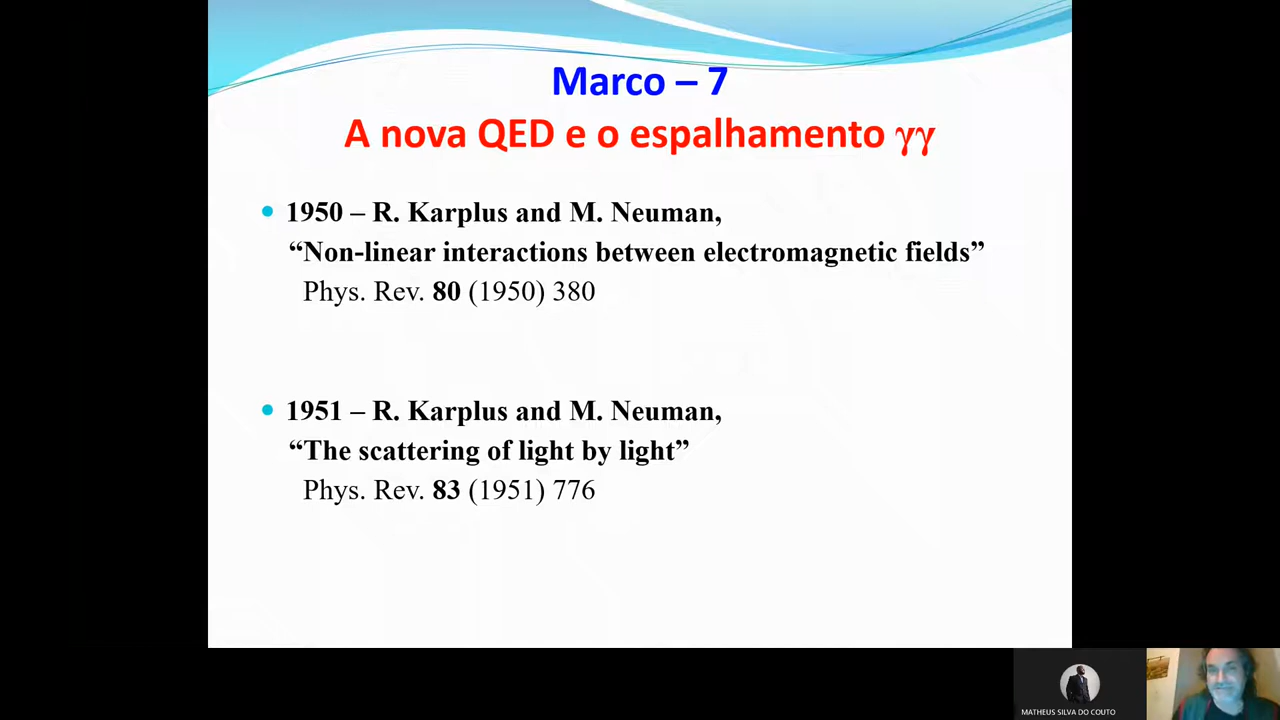 Marco – 7
A nova QED e o espalhamento γγ
• 1950 – R. Karplus and M. Neuman,
“Non-linear interactions between electromagnetic fields”
Phys. Rev. 80 (1950) 380
• 1951 – R. Karplus and M. Neuman,
“The scattering of light by light”
Phys. Rev. 83 (1951) 776
MATHEUS SILVA DO COUTO